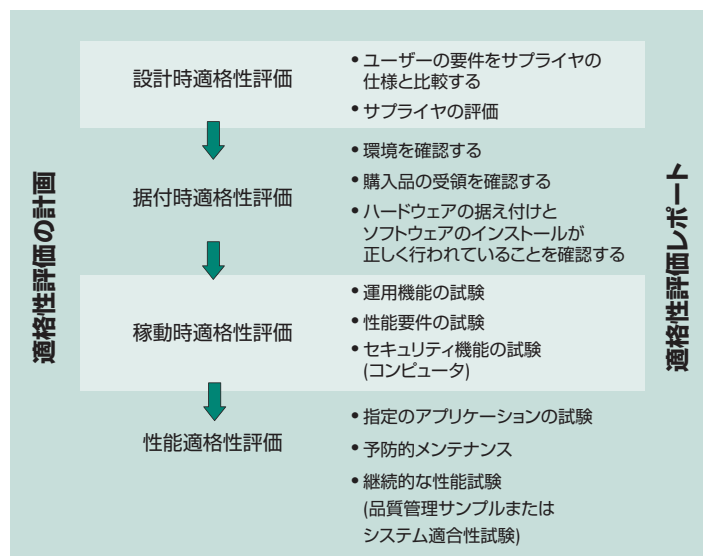 適格性評価の計画
設計時適格性評価
• ユーザーの要件をサプライヤの
仕様と比較する
• サプライヤの評価
据付時適格性評価
• 環境を確認する
• 購入品の受領を確認する
• ハードウェアの据え付けと
ソフトウェアのインストールが
正しく行われていることを確認する
稼動時適格性評価
• 運用機能の試験
• 性能要件の試験
• セキュリティ機能の試験
(コンピュータ)
性能適格性評価
• 指定のアプリケーションの試験
• 予防的メンテナンス
• 継続的な性能試験
(品質管理サンプルまたは
システム適合性試験)
適格性評価レポート